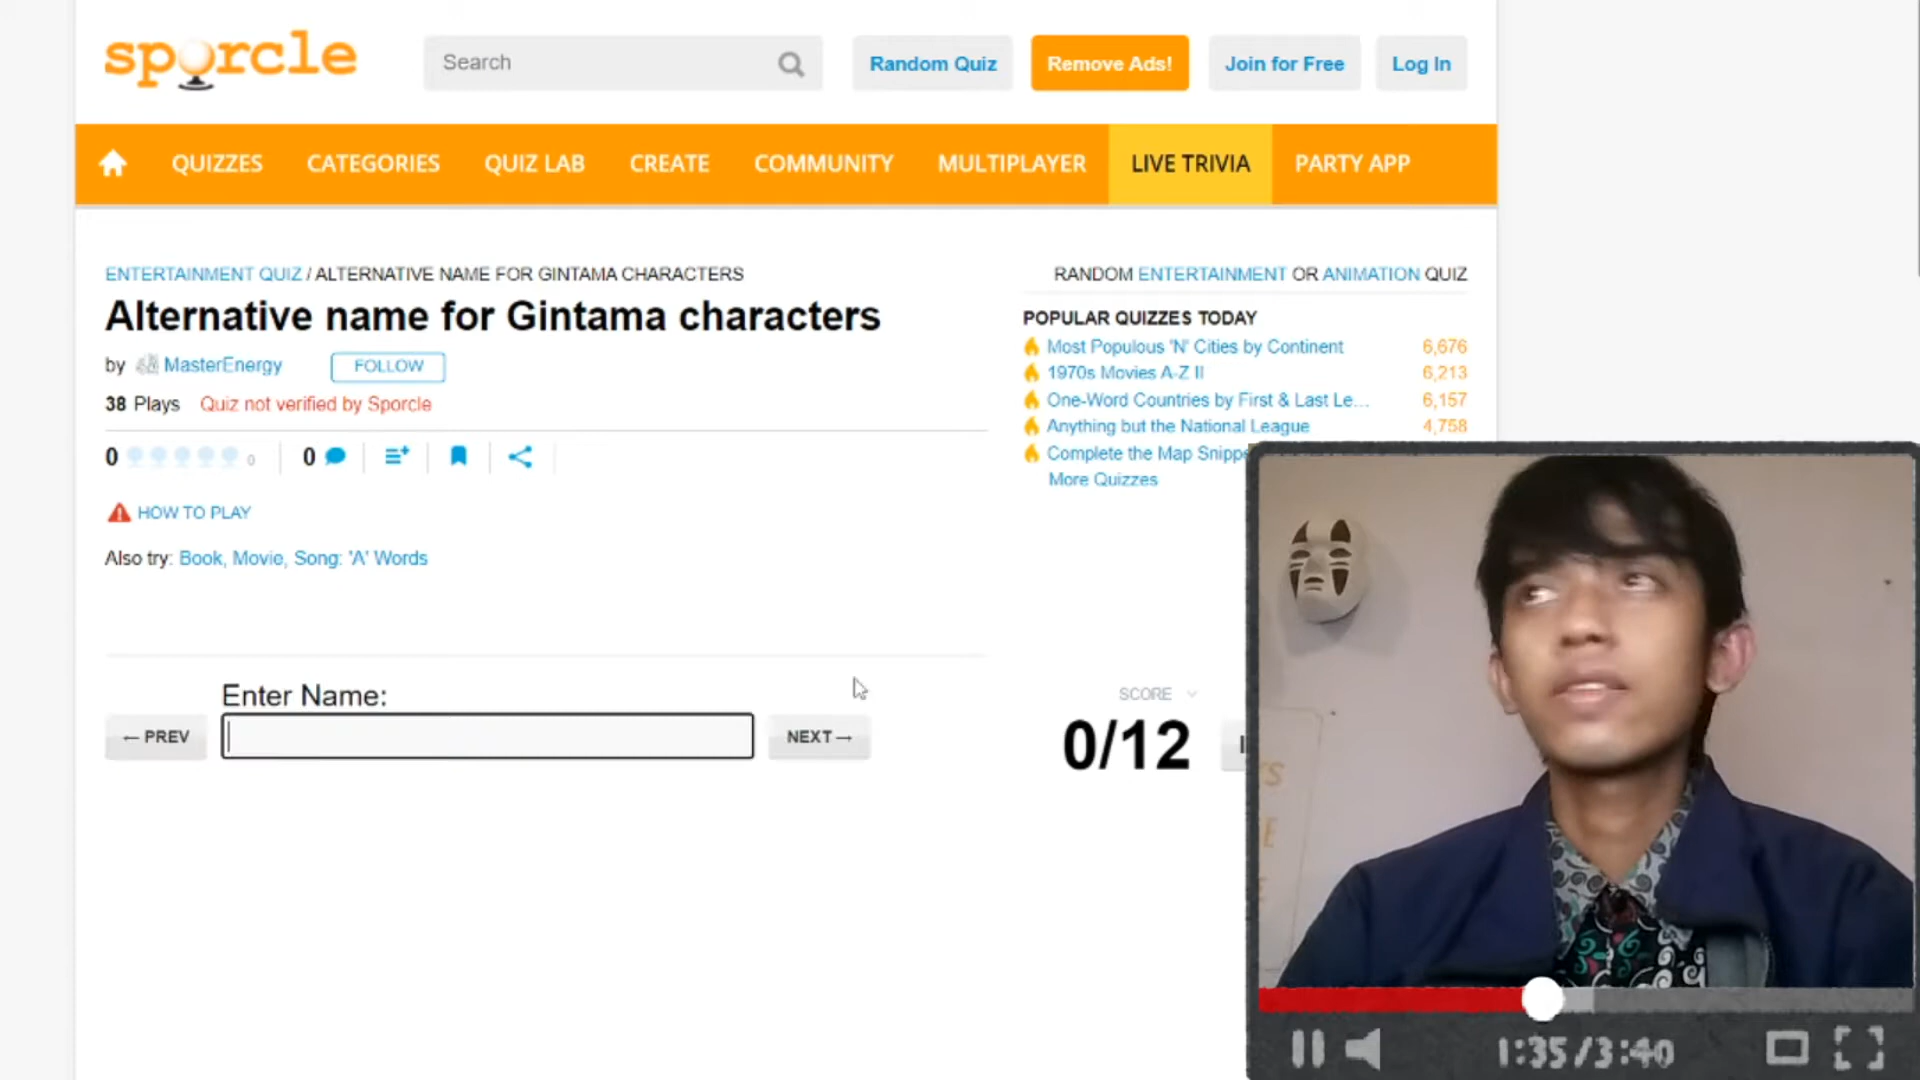 sporcle
Search
Random Quiz
Remove Ads!
Join for Free
Log In
QUIZZES
CATEGORIES
QUIZ LAB
CREATE
COMMUNITY
MULTIPLAYER
LIVE TRIVIA
PARTY APP
ENTERTAINMENT QUIZ / ALTERNATIVE NAME FOR GINTAMA CHARACTERS
Alternative name for Gintama characters
by MasterEnergy
FOLLOW
38 Plays Quiz not verified by Sporcle
0 0
0
HOW TO PLAY
Also try: Book, Movie, Song: 'A' Words
RANDOM ENTERTAINMENT OR ANIMATION QUIZ
POPULAR QUIZZES TODAY
Most Populous 'N' Cities by Continent 6,676
1970s Movies A-Z II 6,213
One-Word Countries by First & Last Le... 6,157
Anything but the National League 4,758
Complete the Map Snippe
More Quizzes
Enter Name:
← PREV
NEXT →
SCORE
0/12
1:35/3:40